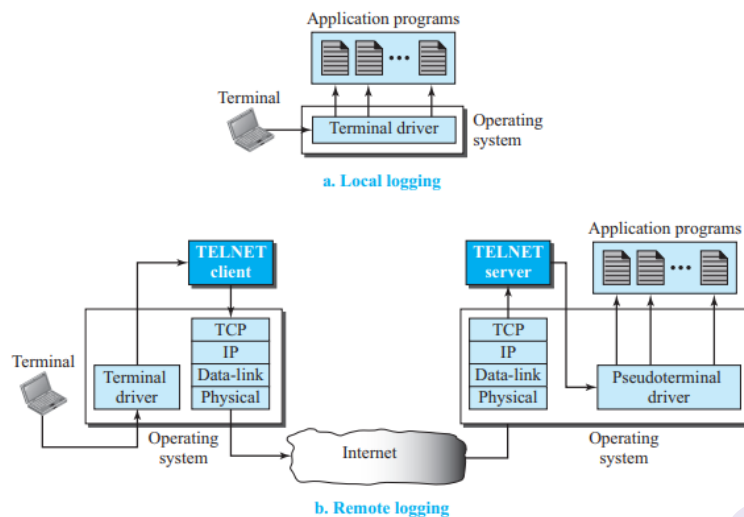 Application programs
Terminal
Terminal driver
Operating
system
a. Local logging
Application programs
TELNET
client
TELNET
server
Terminal
Terminal
driver
TCP
IP
Data-link
Physical
Operating
system
Internet
TCP
IP
Data-link
Physical
Pseudoterminal
driver
Operating
system
b. Remote logging